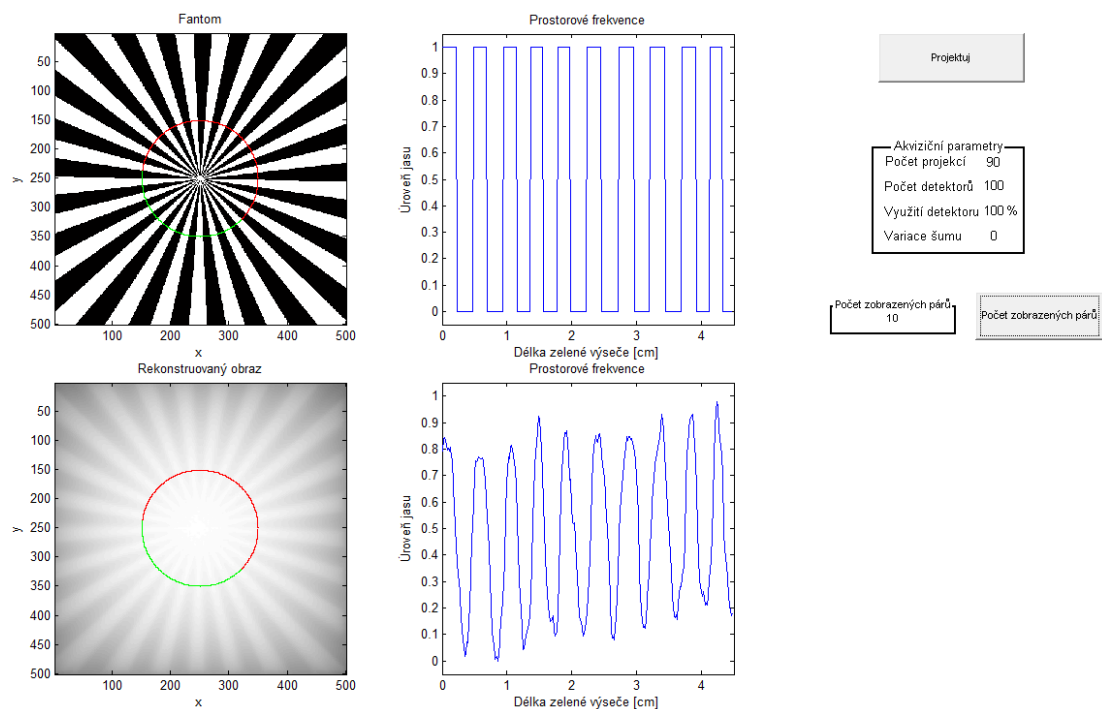 Fantom
50
100
150
200
250
300
350
400
450
500
y
100 200 300 400 500
x
Prostorové frekvence
1
0.9
0.8
0.7
0.6
0.5
0.4
0.3
0.2
0.1
0
Úroveň jasu
0 1 2 3 4
Délka zelené výseče [cm]
Projektuj
Akviziční parametry
Počet projekcí 90
Počet detektorů 100
Využití detektoru 100 %
Variace šumu 0
Počet zobrazených párů
10
Počet zobrazených párů
Rekonstruovaný obraz
50
100
150
200
250
300
350
400
450
500
y
100 200 300 400 500
x
Prostorové frekvence
1
0.9
0.8
0.7
0.6
0.5
0.4
0.3
0.2
0.1
0
Úroveň jasu
0 1 2 3 4
Délka zelené výseče [cm]